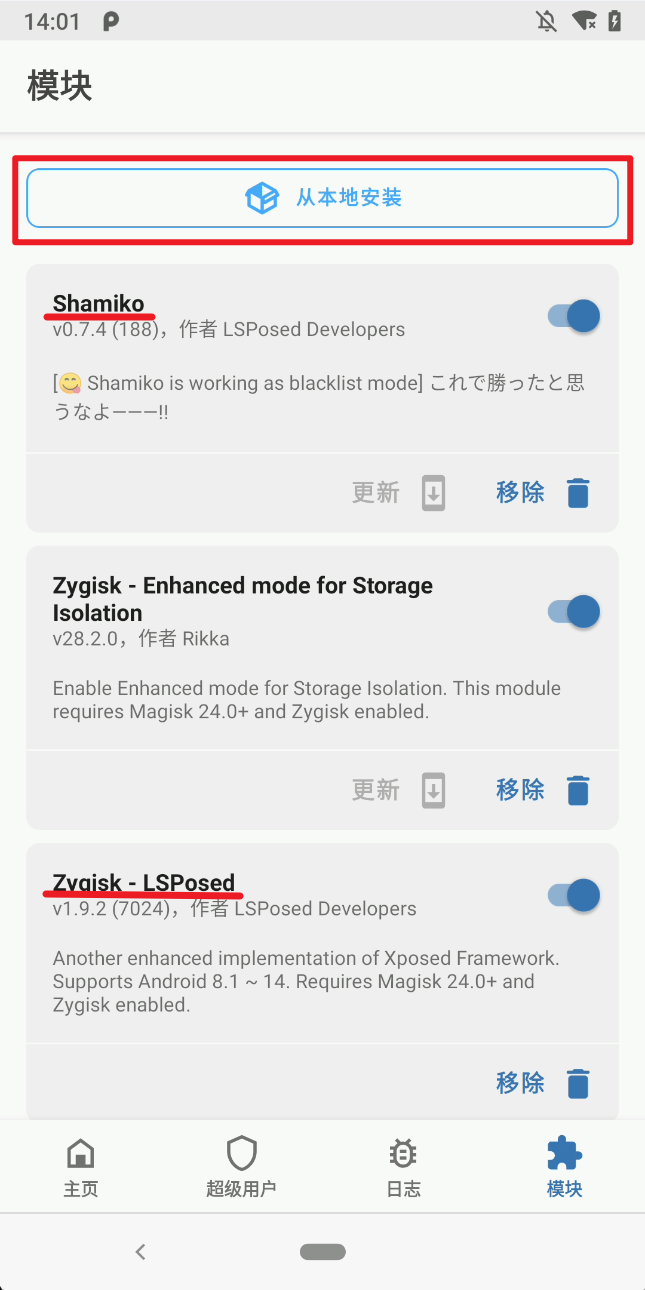 14:01
模块
从本地安装
Shamiko
v0.7.4 (188)，作者 LSPosed Developers
[😋 Shamiko is working as blacklist mode] これで勝ったと思
うなよ———!!
更新 移除
Zygisk - Enhanced mode for Storage
Isolation
v28.2.0，作者 Rikka
Enable Enhanced mode for Storage Isolation. This module
requires Magisk 24.0+ and Zygisk enabled.
更新 移除
Zygisk - LSPosed
v1.9.2 (7024)，作者 LSPosed Developers
Another enhanced implementation of Xposed Framework.
Supports Android 8.1 ~ 14. Requires Magisk 24.0+ and
Zygisk enabled.
移除
主页 超级用户 日志 模块